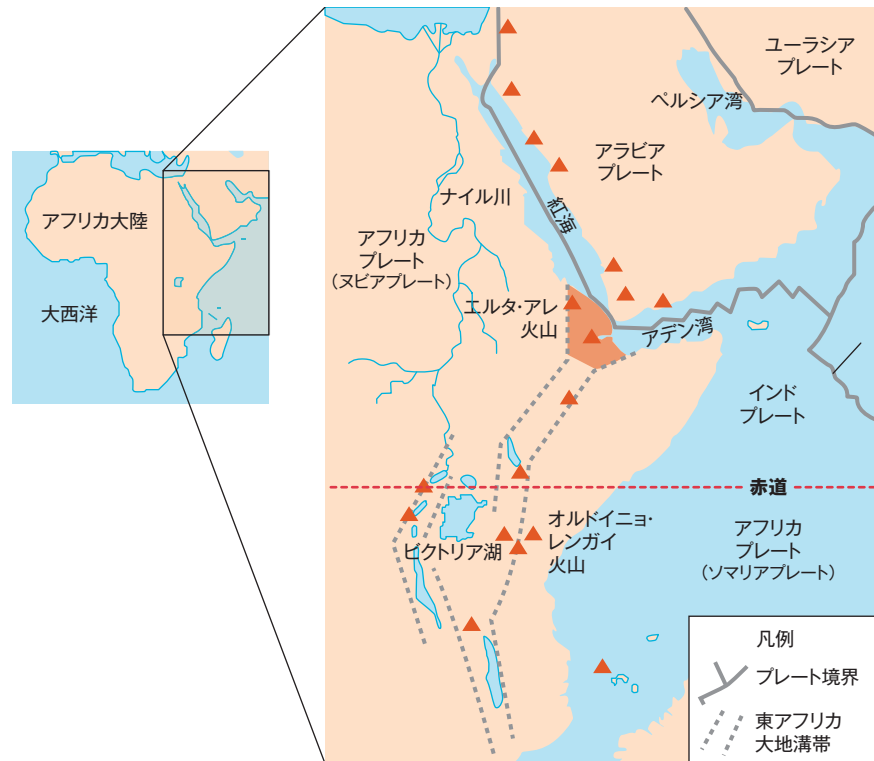 アフリカ大陸
大西洋
ユーラシア
プレート
ペルシア湾
アラビア
プレート
ナイル川
紅海
アフリカ
プレート
（ヌビアプレート）
エルタ・アレ
火山
アデン湾
インド
プレート
赤道
オルドイニョ・
レンガイ
火山
ビクトリア湖
アフリカ
プレート
（ソマリアプレート）
凡例
プレート境界
東アフリカ
大地溝帯